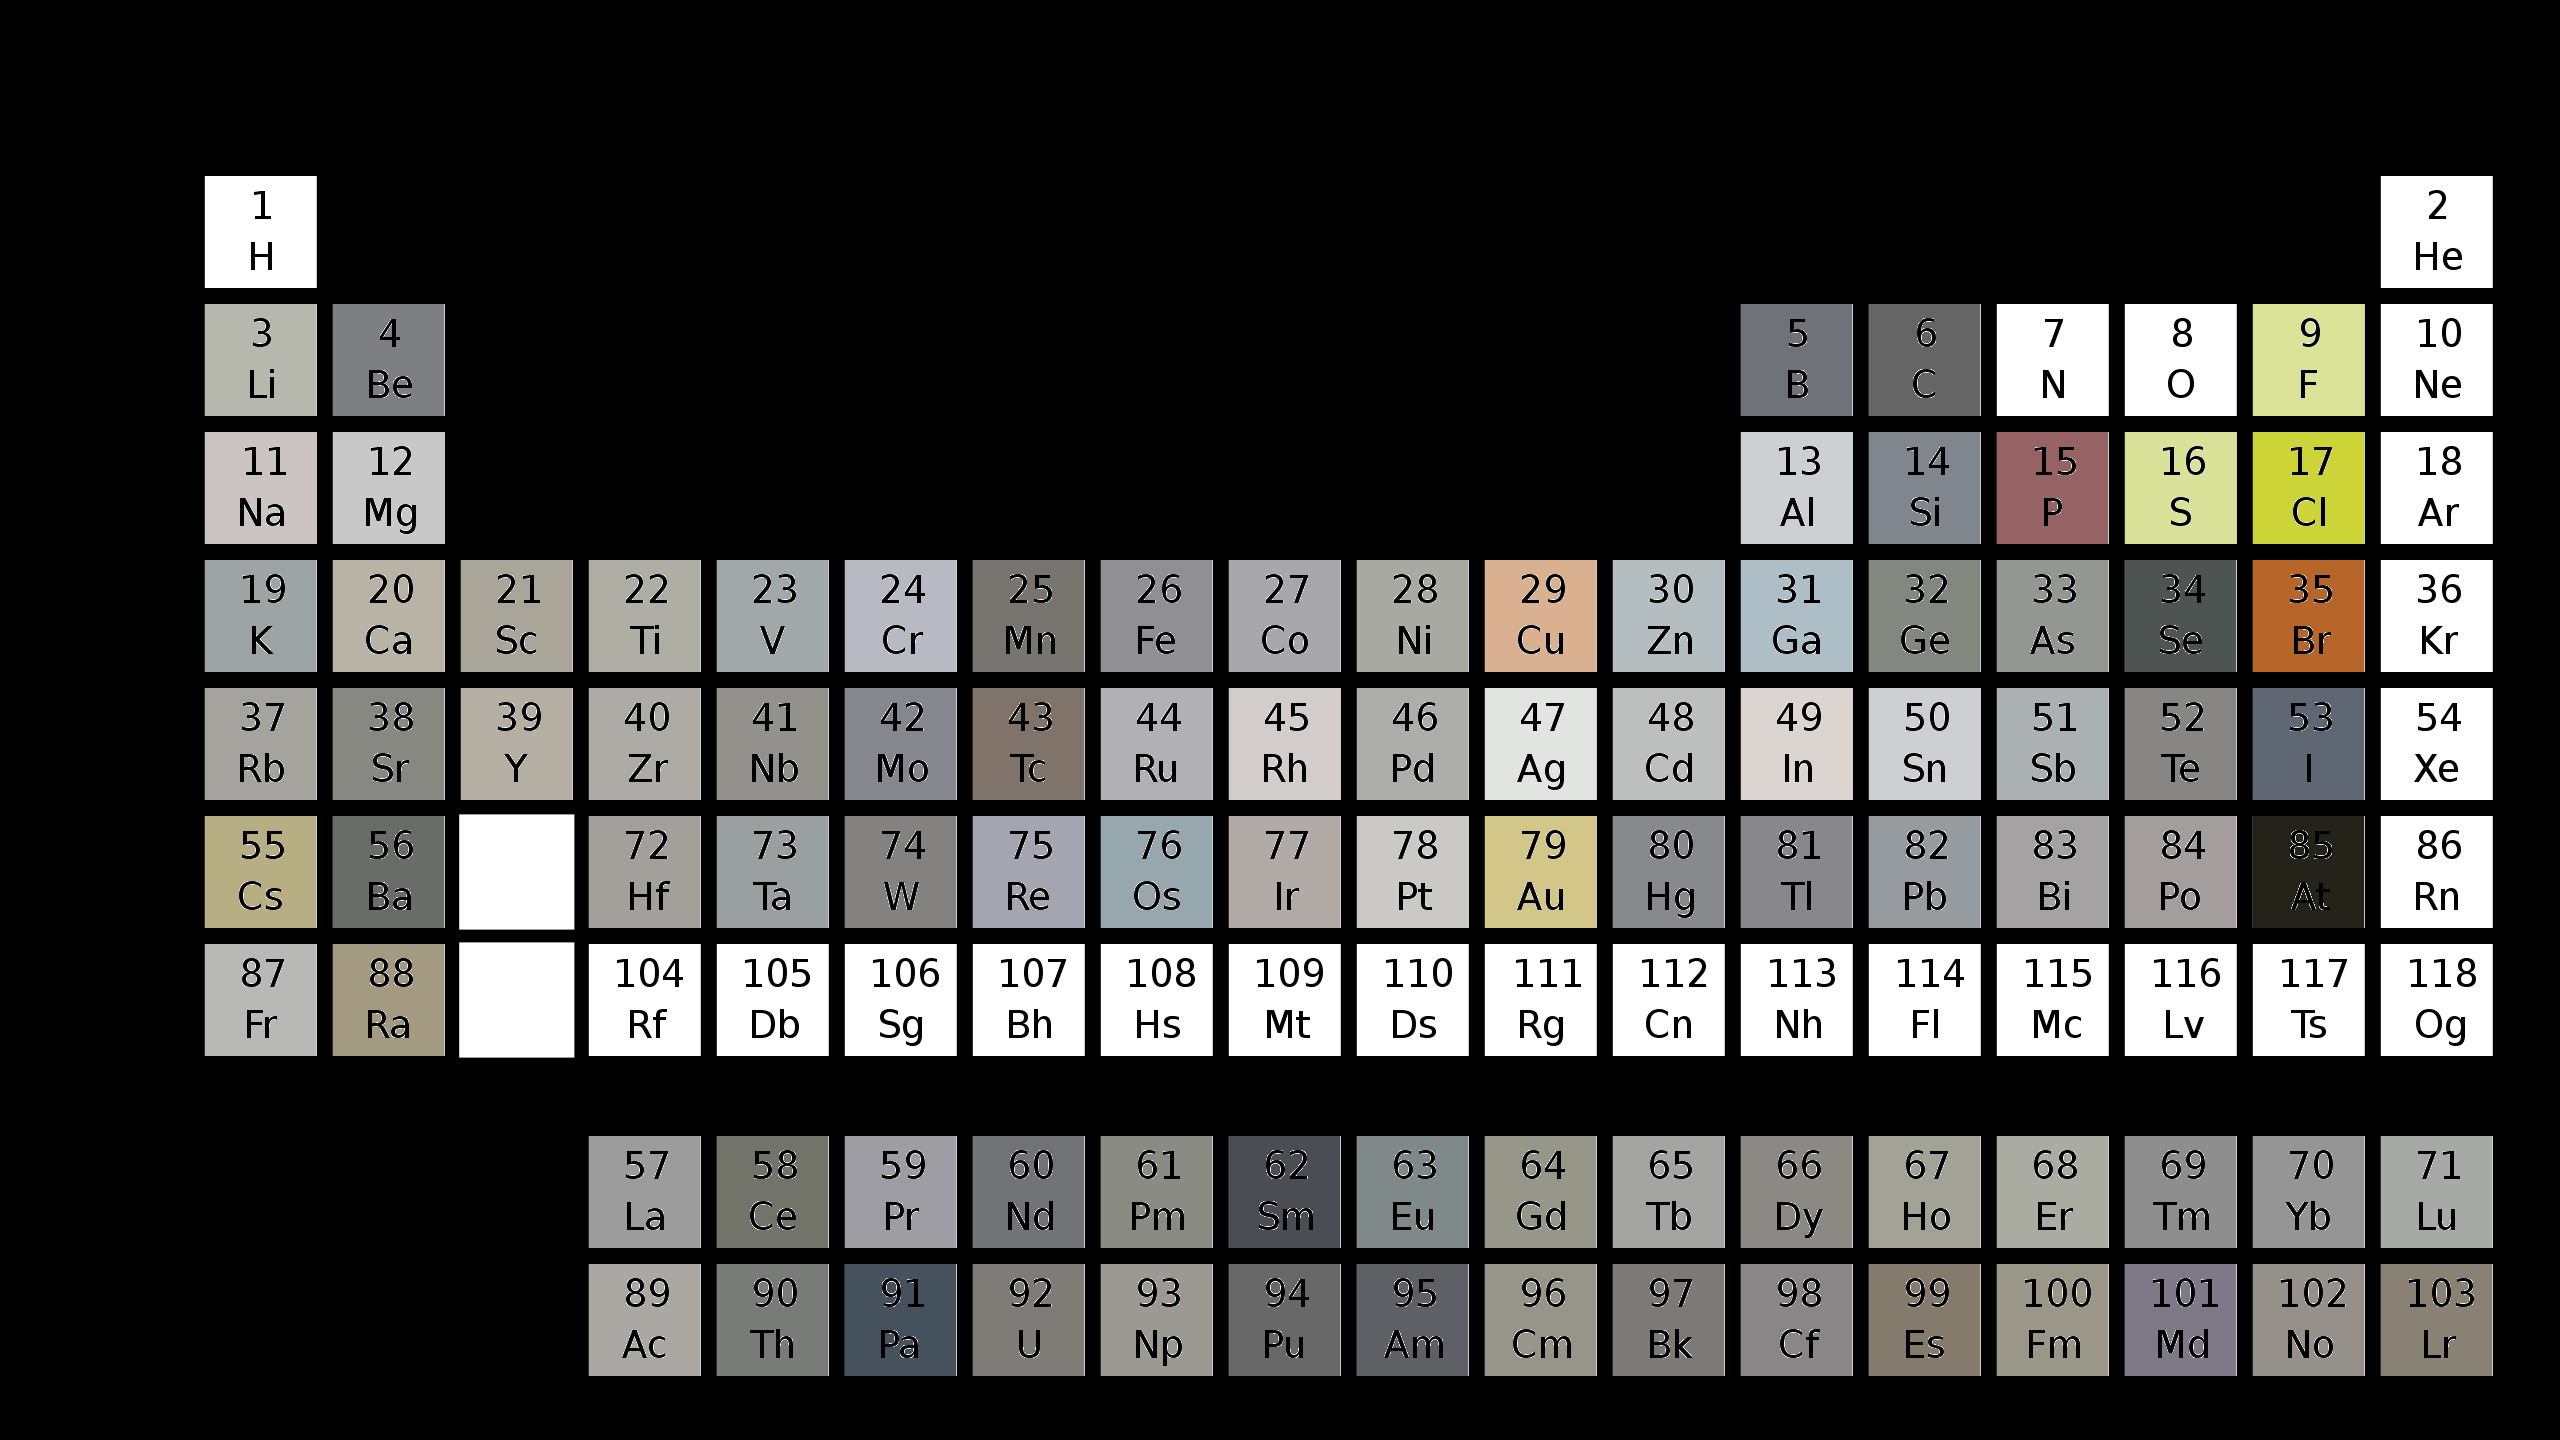 1 2
H He
3 4 5 6 7 8 9 10
Li Be B C N O F Ne
11 12 13 14 15 16 17 18
Na Mg Al Si P S Cl Ar
19 20 21 22 23 24 25 26 27 28 29 30 31 32 33 34 35 36
K Ca Sc Ti V Cr Mn Fe Co Ni Cu Zn Ga Ge As Se Br Kr
37 38 39 40 41 42 43 44 45 46 47 48 49 50 51 52 53 54
Rb Sr Y Zr Nb Mo Tc Ru Rh Pd Ag Cd In Sn Sb Te I Xe
55 56 72 73 74 75 76 77 78 79 80 81 82 83 84 85 86
Cs Ba Hf Ta W Re Os Ir Pt Au Hg Tl Pb Bi Po At Rn
87 88 104 105 106 107 108 109 110 111 112 113 114 115 116 117 118
Fr Ra Rf Db Sg Bh Hs Mt Ds Rg Cn Nh Fl Mc Lv Ts Og
57 58 59 60 61 62 63 64 65 66 67 68 69 70 71
La Ce Pr Nd Pm Sm Eu Gd Tb Dy Ho Er Tm Yb Lu
89 90 91 92 93 94 95 96 97 98 99 100 101 102 103
Ac Th Pa U Np Pu Am Cm Bk Cf Es Fm Md No Lr